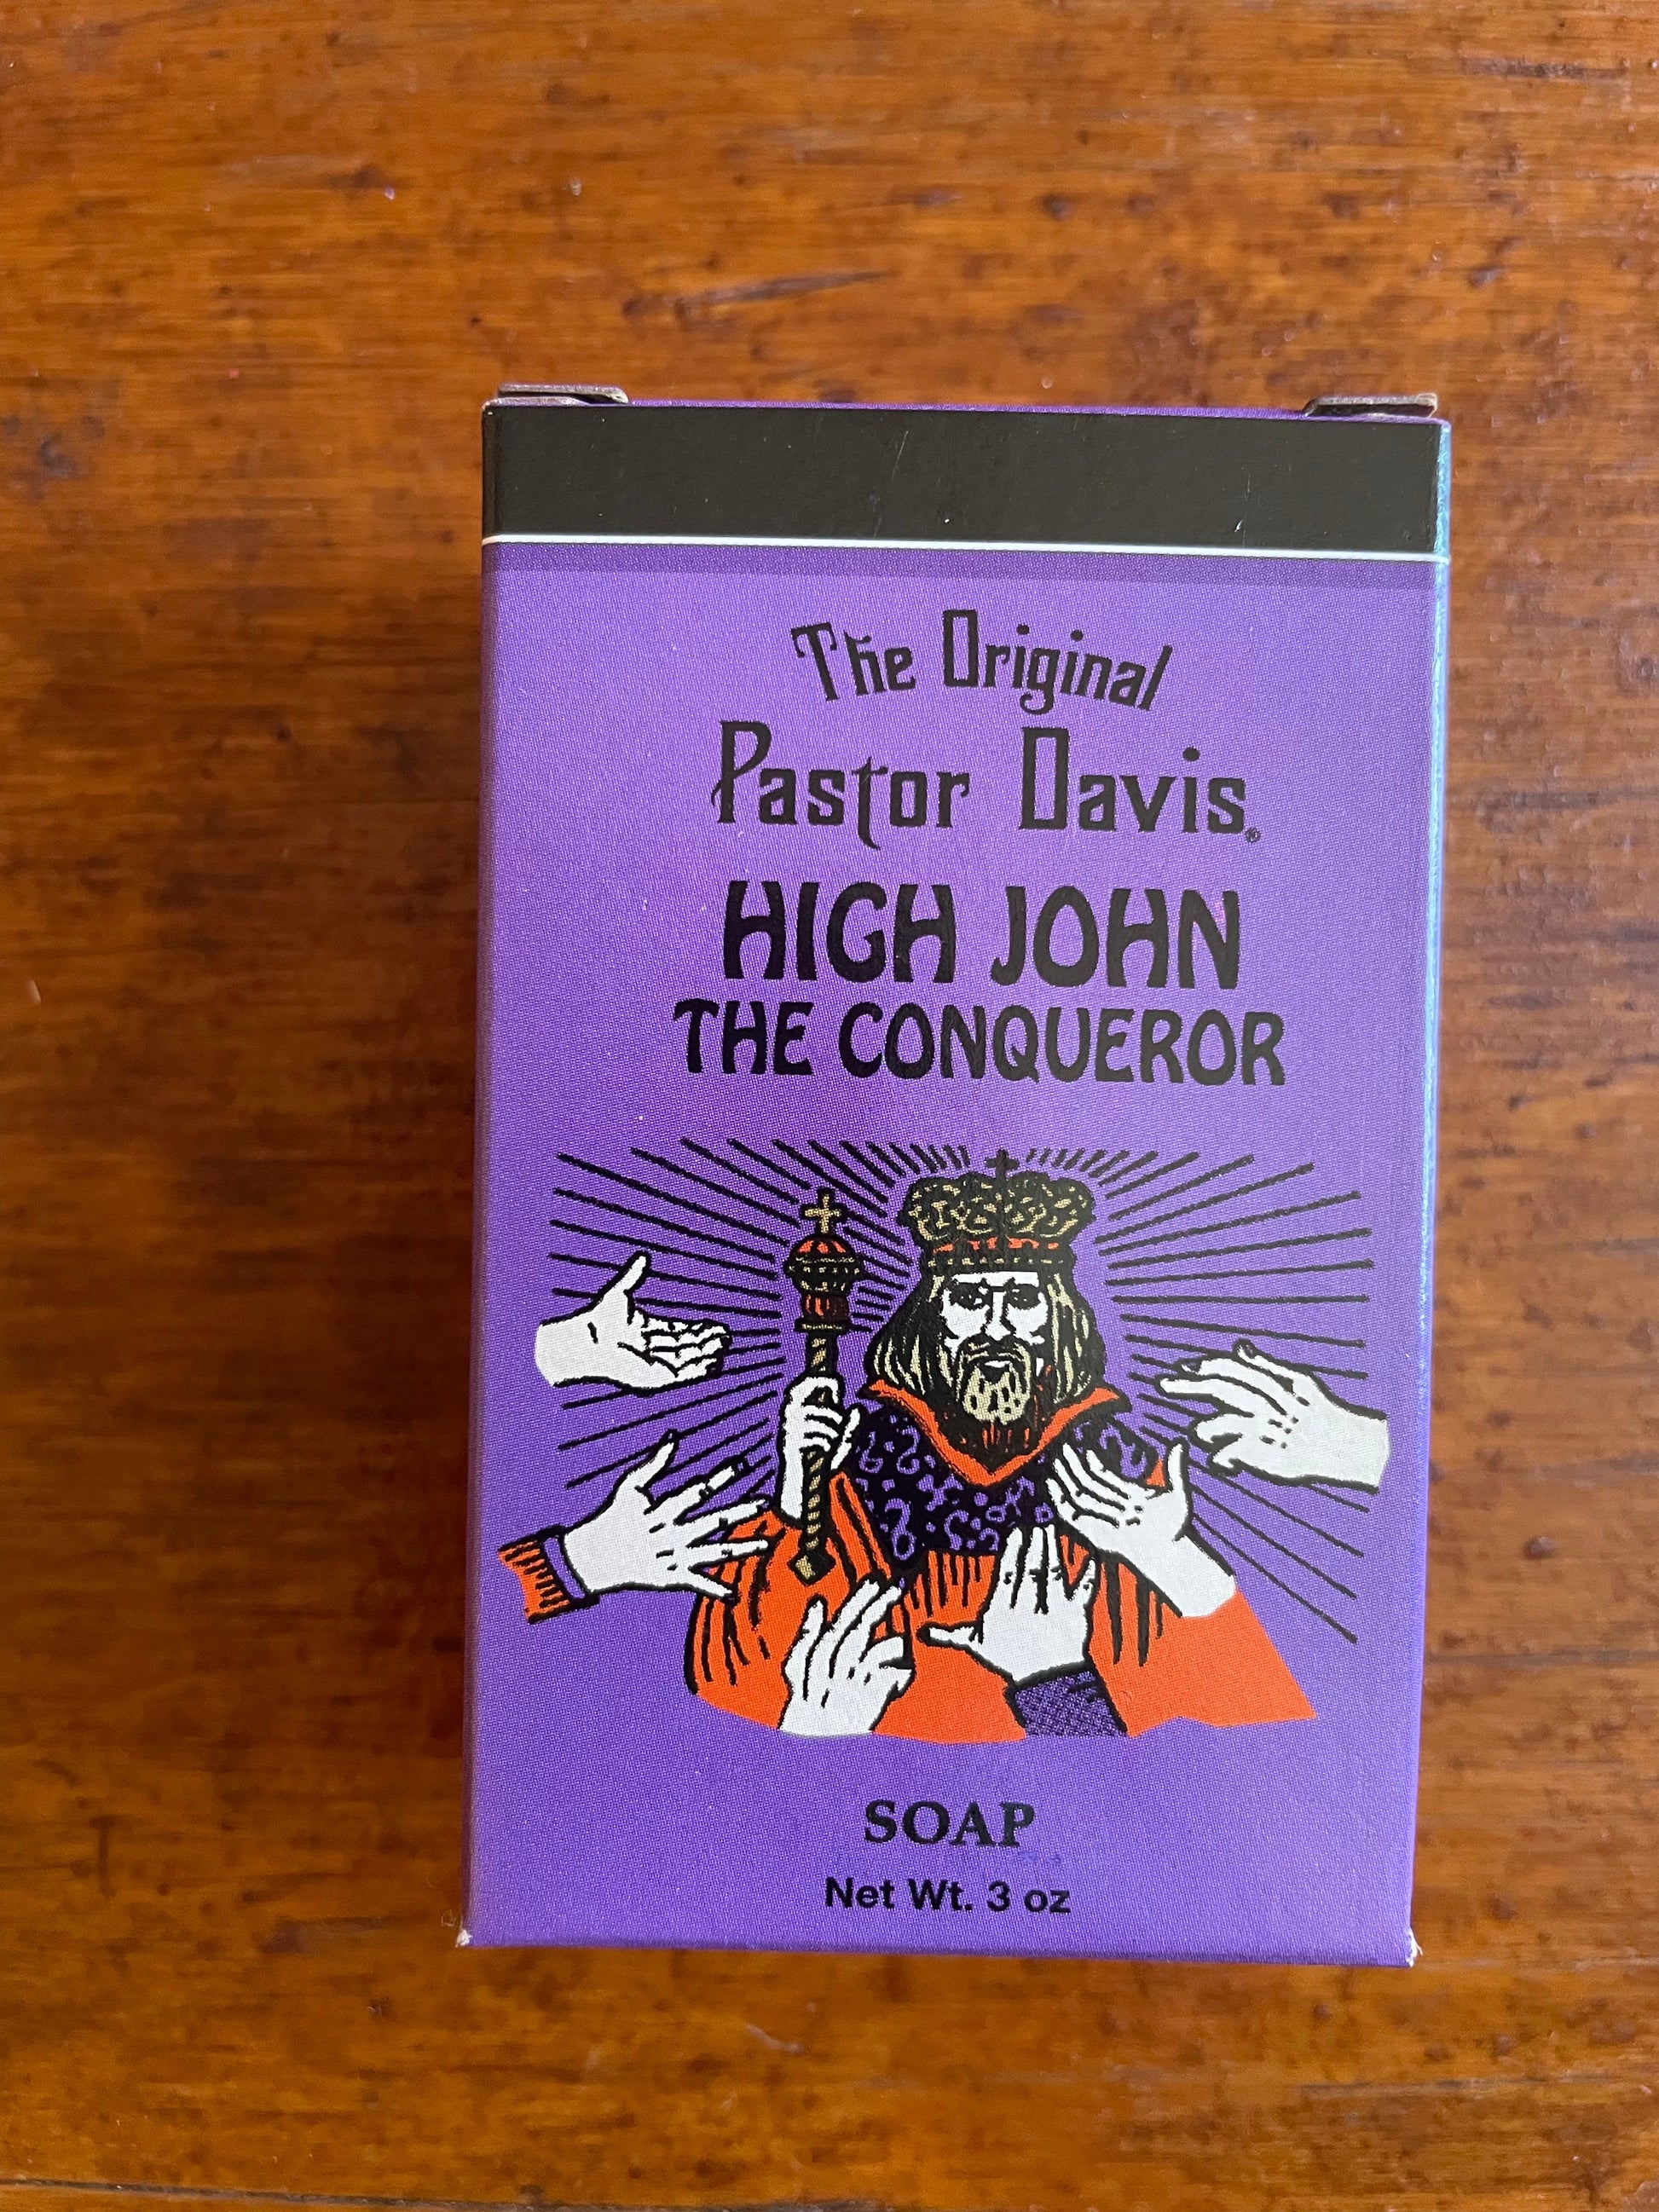 The Original
Pastor Davis®
HIGH JOHN
THE CONQUEROR
SOAP
Net Wt. 3 oz